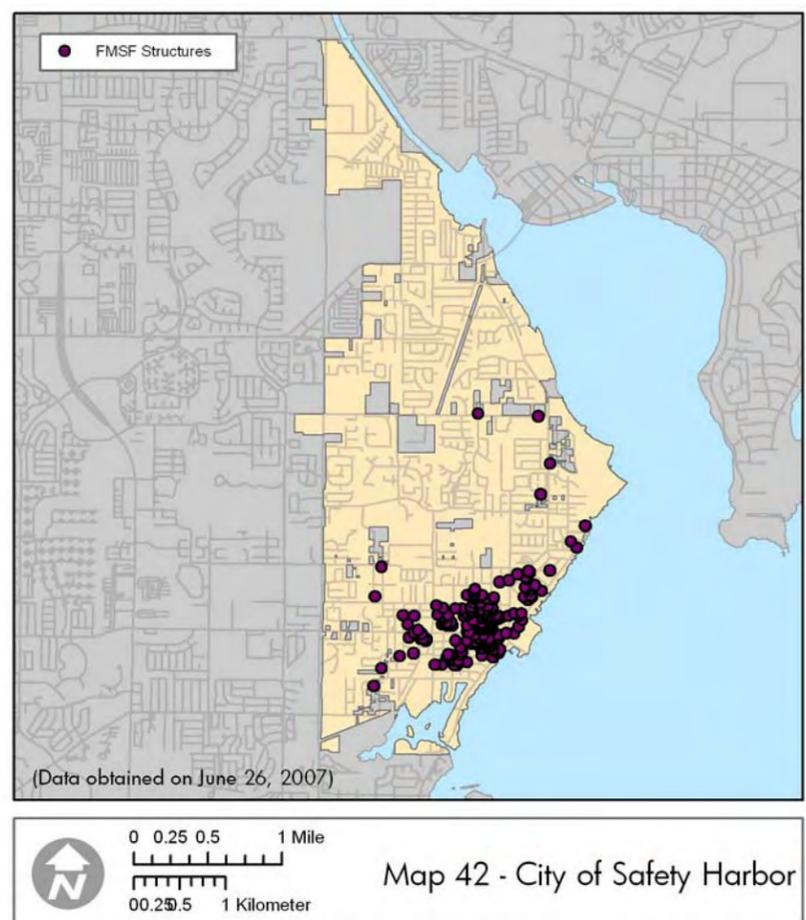 FMSF Structures
(Data obtained on June 26, 2007)
0 0.25 0.5 1 Mile
N
00.250.5 1 Kilometer
Map 42 - City of Safety Harbor